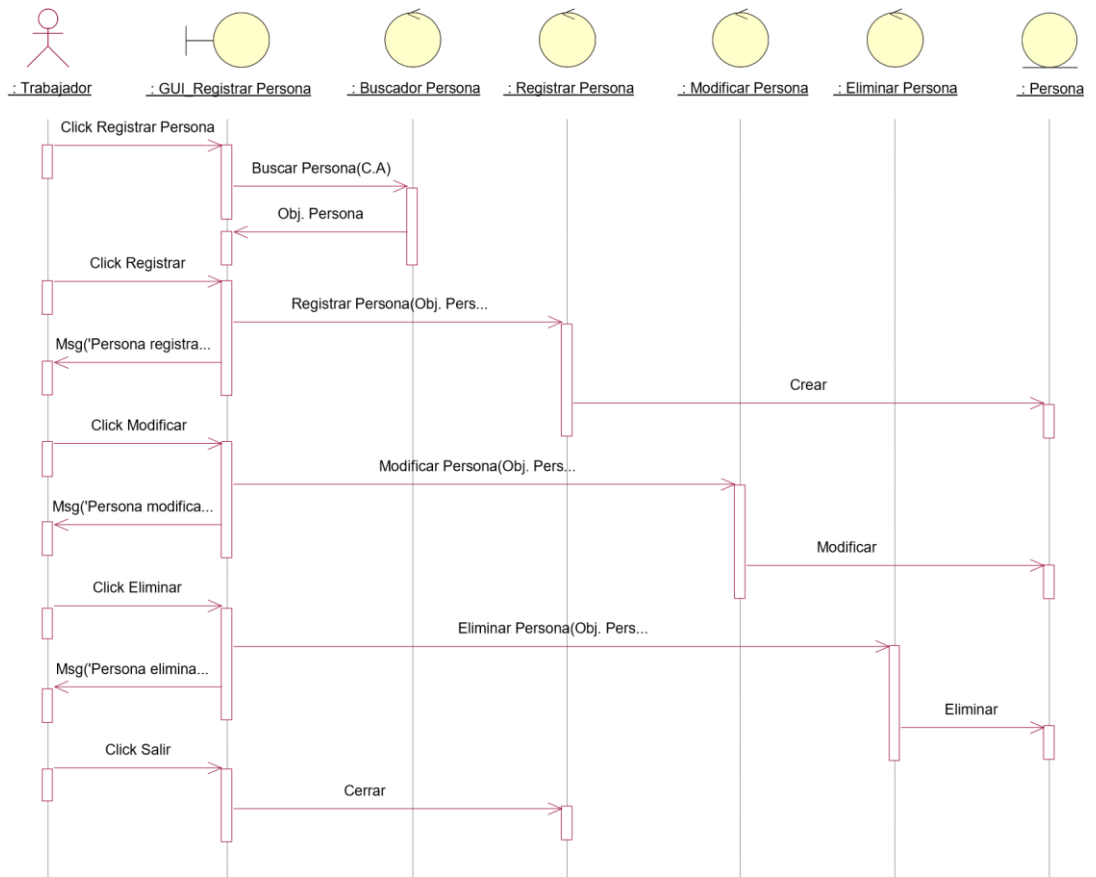 : Trabajador
: GUI_Registrar Persona
: Buscador Persona
: Registrar Persona
: Modificar Persona
: Eliminar Persona
: Persona
Click Registrar Persona
Buscar Persona(C.A)
Obj. Persona
Click Registrar
Registrar Persona(Obj. Pers...
Msg('Persona registra...
Crear
Click Modificar
Modificar Persona(Obj. Pers...
Msg('Persona modifica...
Modificar
Click Eliminar
Eliminar Persona(Obj. Pers...
Msg('Persona elimina...
Eliminar
Click Salir
Cerrar